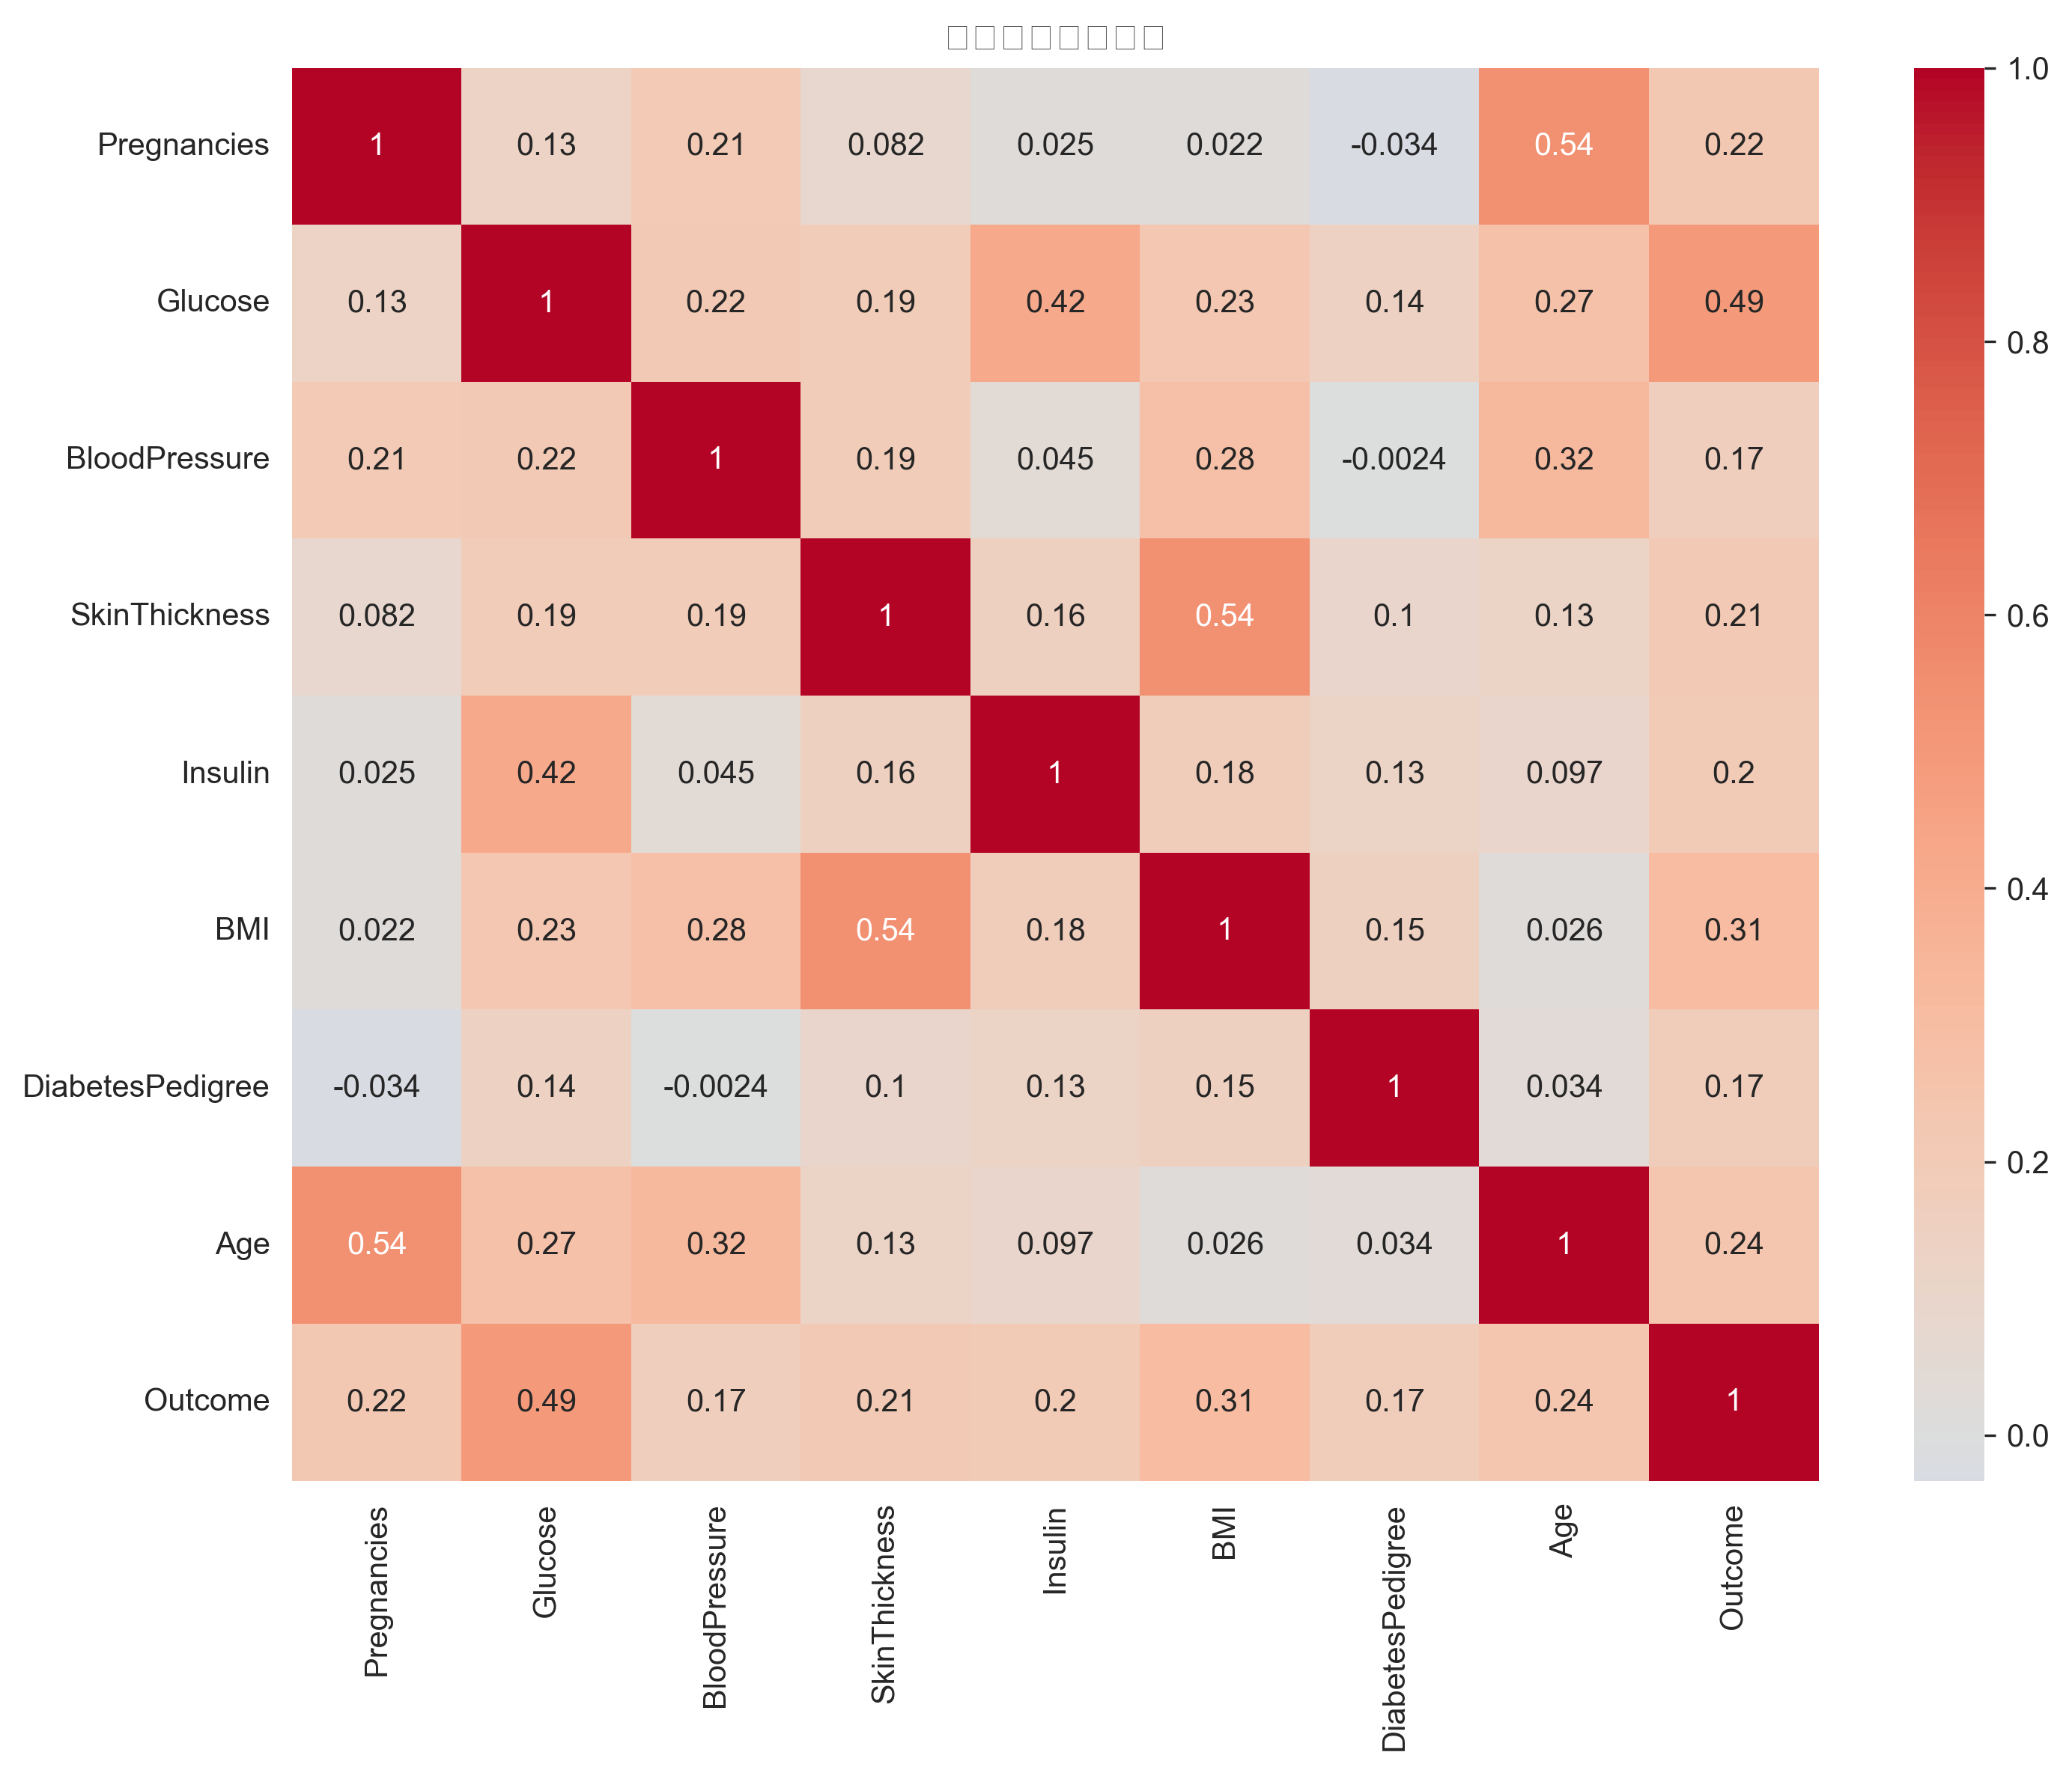 Pregnancies 1 0.13 0.21 0.082 0.025 0.022 -0.034 0.54 0.22
Glucose 0.13 1 0.22 0.19 0.42 0.23 0.14 0.27 0.49
BloodPressure 0.21 0.22 1 0.19 0.045 0.28 -0.0024 0.32 0.17
SkinThickness 0.082 0.19 0.19 1 0.16 0.54 0.1 0.13 0.21
Insulin 0.025 0.42 0.045 0.16 1 0.18 0.13 0.097 0.2
BMI 0.022 0.23 0.28 0.54 0.18 1 0.15 0.026 0.31
DiabetesPedigree -0.034 0.14 -0.0024 0.1 0.13 0.15 1 0.034 0.17
Age 0.54 0.27 0.32 0.13 0.097 0.026 0.034 1 0.24
Outcome 0.22 0.49 0.17 0.21 0.2 0.31 0.17 0.24 1
Pregnancies Glucose BloodPressure SkinThickness Insulin BMI DiabetesPedigree Age Outcome
1.0
0.8
0.6
0.4
0.2
0.0